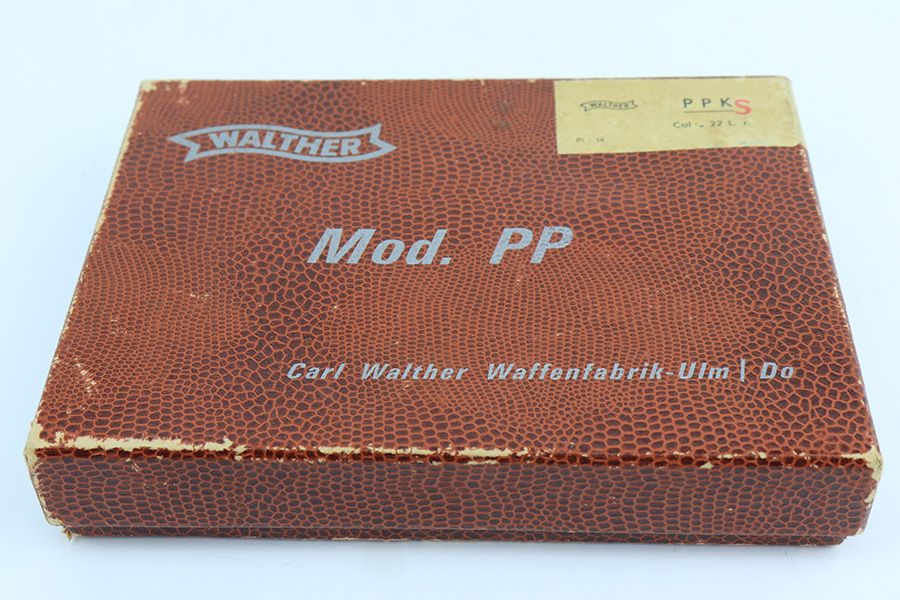 WALTHER
WALTHER
PPKS
Cal. .22 L. r.
Mod. PP
Carl Walther Waffenfabrik-Ulm | Do